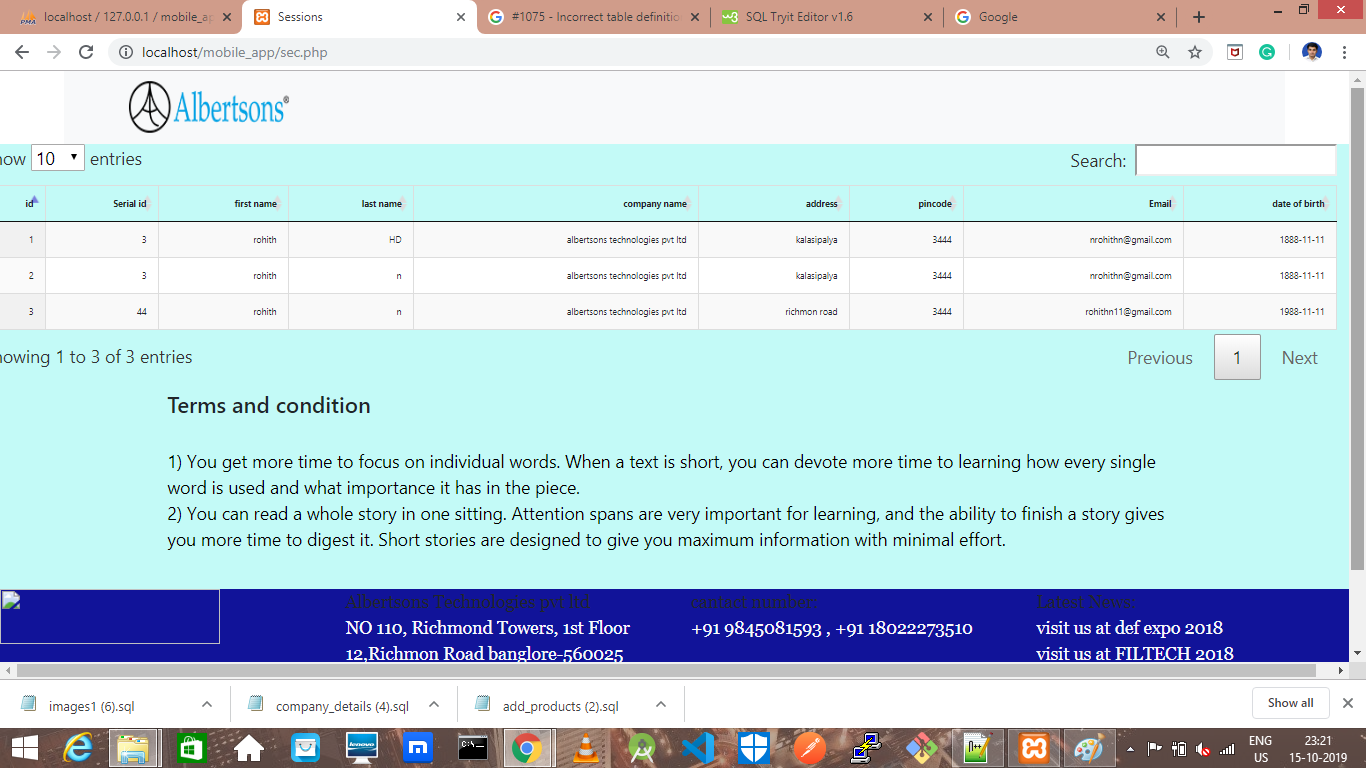 localhost / 127.0.0.1 / mobile_ap
Sessions
#1075 - Incorrect table definition
SQL Tryit Editor v1.6
Google
localhost/mobile_app/sec.php
Albertsons®
how 10 entries
Search:
id Serial id first name last name company name address pincode Email date of birth
1 3 rohith HD albertsons technologies pvt ltd kalasipalya 3444 nrohithn@gmail.com 1888-11-11
2 3 rohith n albertsons technologies pvt ltd kalasipalya 3444 nrohithn@gmail.com 1888-11-11
3 44 rohith n albertsons technologies pvt ltd richmon road 3444 rohithn11@gmail.com 1988-11-11
howing 1 to 3 of 3 entries
Previous 1 Next
Terms and condition
1) You get more time to focus on individual words. When a text is short, you can devote more time to learning how every single
word is used and what importance it has in the piece.
2) You can read a whole story in one sitting. Attention spans are very important for learning, and the ability to finish a story gives
you more time to digest it. Short stories are designed to give you maximum information with minimal effort.
Albertsons Technologies pvt ltd contact number: Latest News:
NO 110, Richmond Towers, 1st Floor +91 9845081593 , +91 18022273510 visit us at def expo 2018
12,Richmon Road banglore-560025 visit us at FILTECH 2018
images1 (6).sql
company_details (4).sql
add_products (2).sql
Show all
ENG 23:21
US 15-10-2019